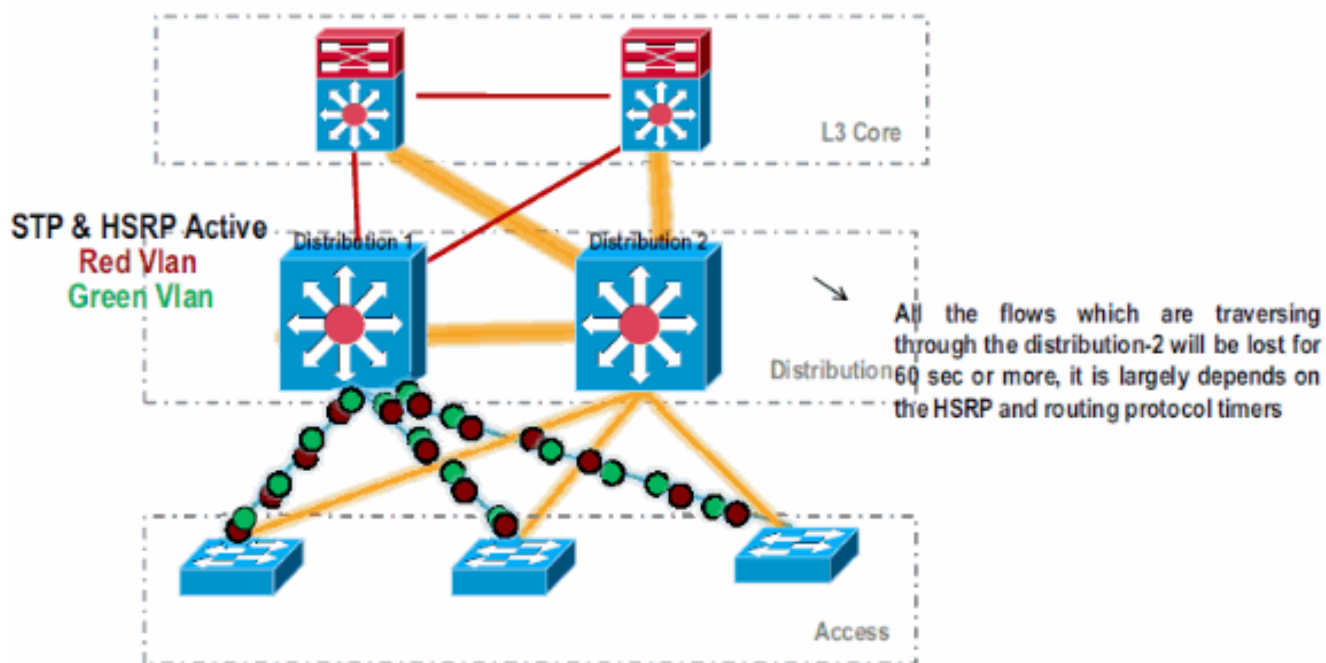 L3 Core
STP & HSRP Active
Red Vlan
Green Vlan
Distribution 1
Distribution 2
All the flows which are traversing
through the distribution-2 will be lost for
60 sec or more, it is largely depends on
the HSRP and routing protocol timers
Distribution
Access